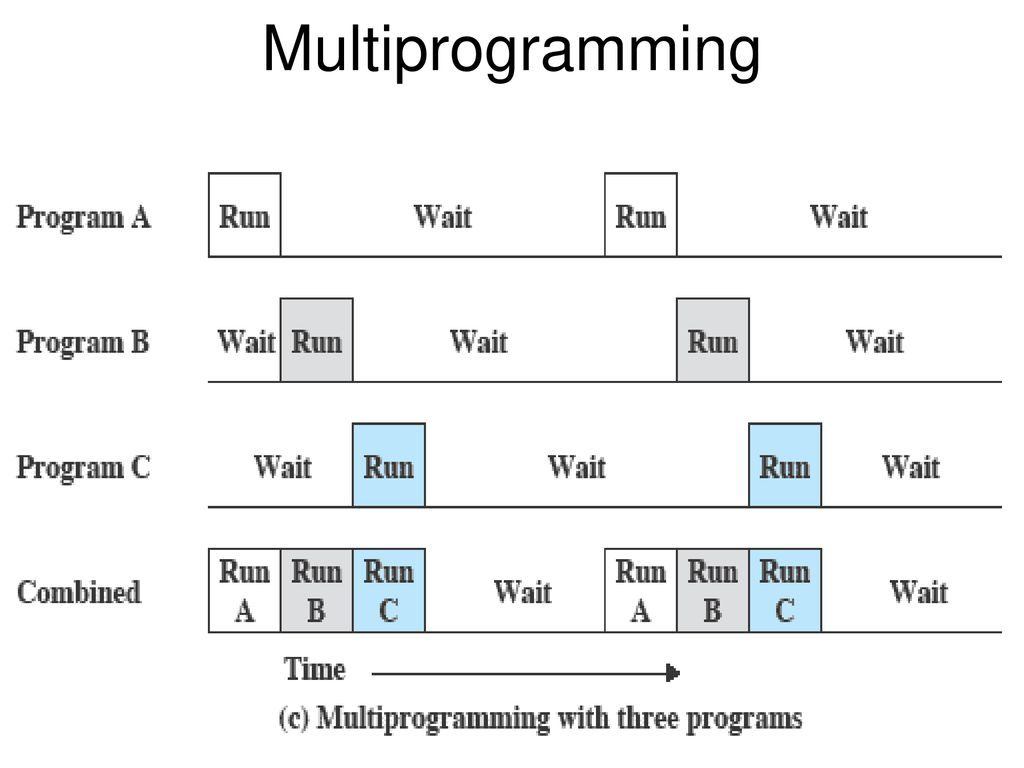 Multiprogramming
Program A Run Wait Run Wait
Program B Wait Run Wait Run Wait
Program C Wait Run Wait Run Wait
Combined Run A Run B Run C Wait Run A Run B Run C Wait
Time
(c) Multiprogramming with three programs